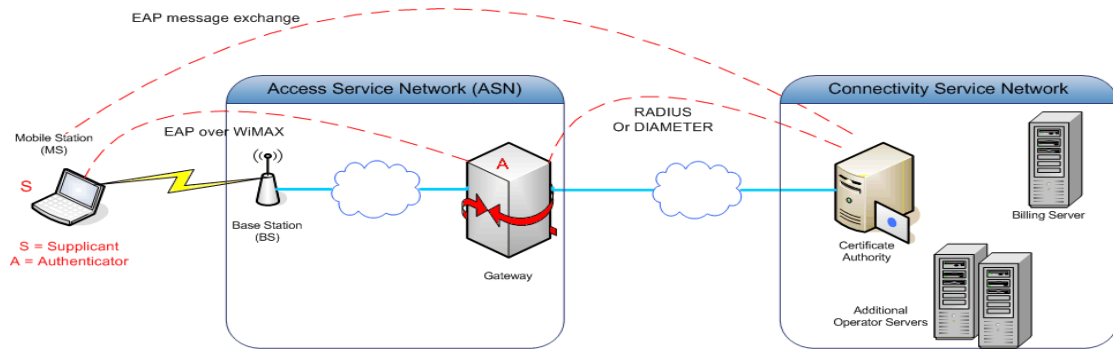 EAP message exchange
Access Service Network (ASN)
Connectivity Service Network
RADIUS
Or DIAMETER
EAP over WiMAX
Mobile Station
(MS)
A
S
Base Station
(BS)
Billing Server
S = Supplicant
A = Authenticator
Gateway
Certificate
Authority
Additional
Operator Servers